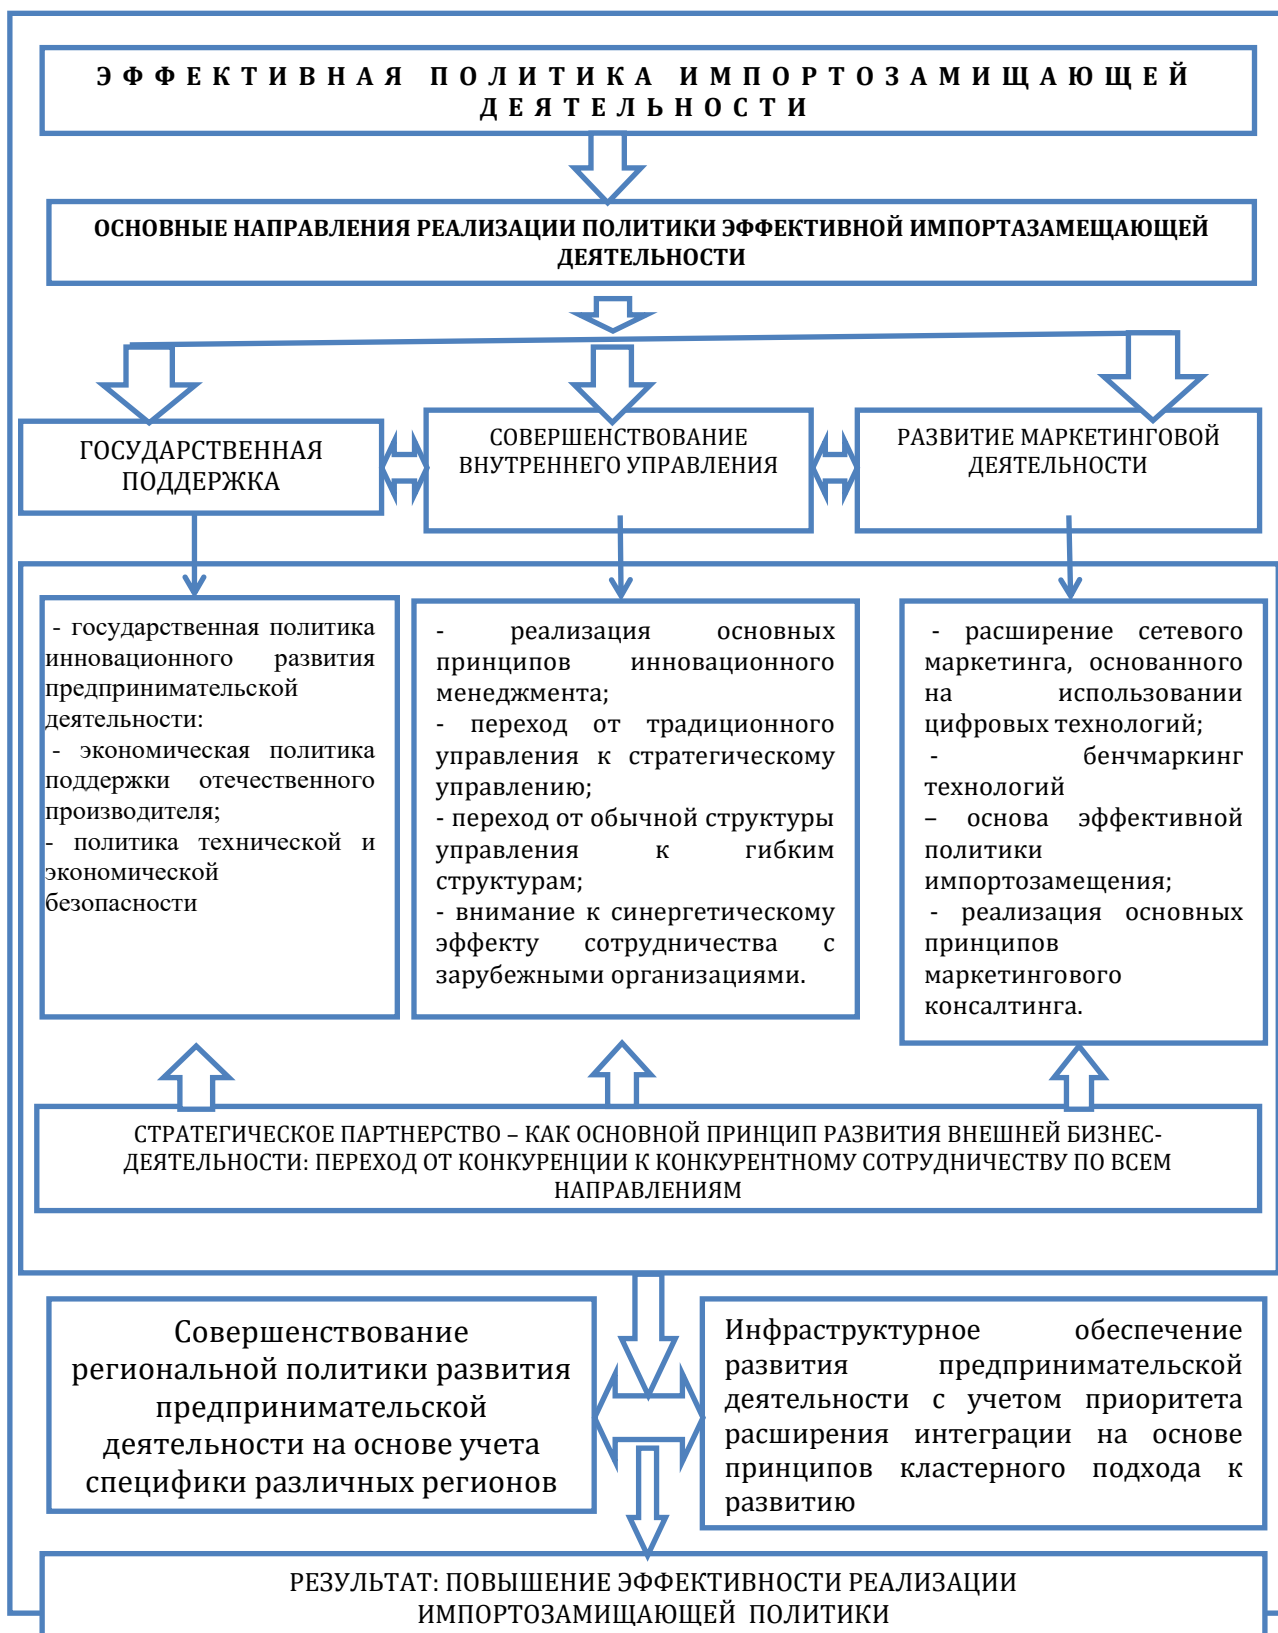 ЭФФЕКТИВНАЯ ПОЛИТИКА ИМПОРТОЗАМИЩАЮЩЕЙ
ДЕЯТЕЛЬНОСТИ
ОСНОВНЫЕ НАПРАВЛЕНИЯ РЕАЛИЗАЦИИ ПОЛИТИКИ ЭФФЕКТИВНОЙ ИМПОРТАЗАМЕЩАЮЩЕЙ
ДЕЯТЕЛЬНОСТИ
ГОСУДАРСТВЕННАЯ
ПОДДЕРЖКА
СОВЕРШЕНСТВОВАНИЕ
ВНУТРЕННЕГО УПРАВЛЕНИЯ
РАЗВИТИЕ МАРКЕТИНГОВОЙ
ДЕЯТЕЛЬНОСТИ
- государственная политика
инновационного развития
предпринимательской
деятельности:
- экономическая политика
поддержки отечественного
производителя;
- политика технической и
экономической
безопасности
- реализация основных
принципов инновационного
менеджмента;
- переход от традиционного
управления к стратегическому
управлению;
- переход от обычной структуры
управления к гибким
структурам;
- внимание к синергетическому
эффекту сотрудничества с
зарубежными организациями.
- расширение сетевого
маркетинга, основанного
на использовании
цифровых технологий;
- бенчмаркинг
технологий
– основа эффективной
политики
импортозамещения;
- реализация основных
принципов
маркетингового
консалтинга.
СТРАТЕГИЧЕСКОЕ ПАРТНЕРСТВО – КАК ОСНОВНОЙ ПРИНЦИП РАЗВИТИЯ ВНЕШНЕЙ БИЗНЕС-
ДЕЯТЕЛЬНОСТИ: ПЕРЕХОД ОТ КОНКУРЕНЦИИ К КОНКУРЕНТНОМУ СОТРУДНИЧЕСТВУ ПО ВСЕМ
НАПРАВЛЕНИЯМ
Совершенствование
региональной политики развития
предпринимательской
деятельности на основе учета
специфики различных регионов
Инфраструктурное обеспечение
развития предпринимательской
деятельности с учетом приоритета
расширения интеграции на основе
принципов кластерного подхода к
развитию
РЕЗУЛЬТАТ: ПОВЫШЕНИЕ ЭФФЕКТИВНОСТИ РЕАЛИЗАЦИИ
ИМПОРТОЗАМИЩАЮЩЕЙ ПОЛИТИКИ